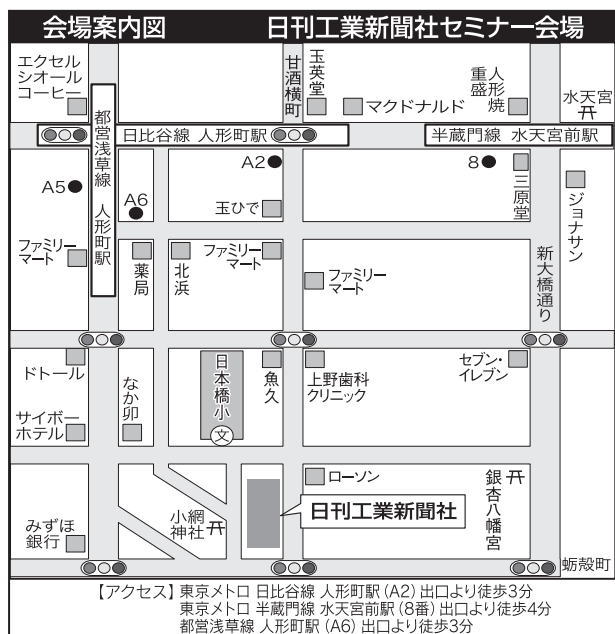 会場案内図 日刊工業新聞社セミナー会場
エクセル
シオール
コーヒー
甘酒横町
玉英堂
マクドナルド
人形焼
重盛
水天宮
都営浅草線 人形町駅
日比谷線 人形町駅
半蔵門線 水天宮前駅
A5
A6
A2
8
玉ひで
三原堂
ジョナサン
ファミリー
マート
薬局
北浜
ファミリー
マート
ファミリー
マート
新大橋通り
ドトール
なか卯
日本橋小
文
魚久
上野歯科
クリニック
セブン・
イレブン
サイボー
ホテル
ローソン
銀杏八幡宮
小網
神社
日刊工業新聞社
みずほ
銀行
蛎殻町
【アクセス】東京メトロ 日比谷線 人形町駅(A2)出口より徒歩3分
東京メトロ 半蔵門線 水天宮前駅(8番)出口より徒歩4分
都営浅草線 人形町駅(A6)出口より徒歩3分